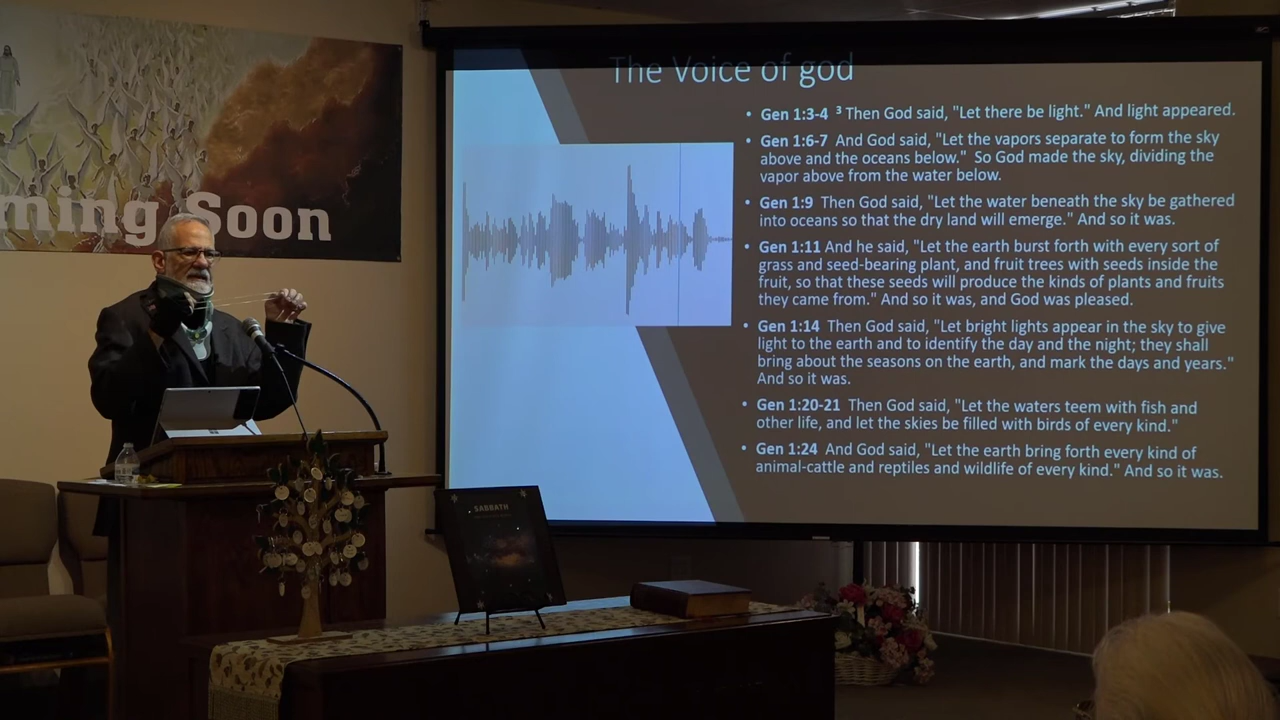 ming Soon
The Voice of god
• Gen 1:3-4 ³ Then God said, "Let there be light." And light appeared.
• Gen 1:6-7 And God said, "Let the vapors separate to form the sky
above and the oceans below." So God made the sky, dividing the
vapor above from the water below.
• Gen 1:9 Then God said, "Let the water beneath the sky be gathered
into oceans so that the dry land will emerge." And so it was.
• Gen 1:11 And he said, "Let the earth burst forth with every sort of
grass and seed-bearing plant, and fruit trees with seeds inside the
fruit, so that these seeds will produce the kinds of plants and fruits
they came from." And so it was, and God was pleased.
• Gen 1:14 Then God said, "Let bright lights appear in the sky to give
light to the earth and to identify the day and the night; they shall
bring about the seasons on the earth, and mark the days and years."
And so it was.
• Gen 1:20-21 Then God said, "Let the waters teem with fish and
other life, and let the skies be filled with birds of every kind."
• Gen 1:24 And God said, "Let the earth bring forth every kind of
animal-cattle and reptiles and wildlife of every kind." And so it was.
SABBATH